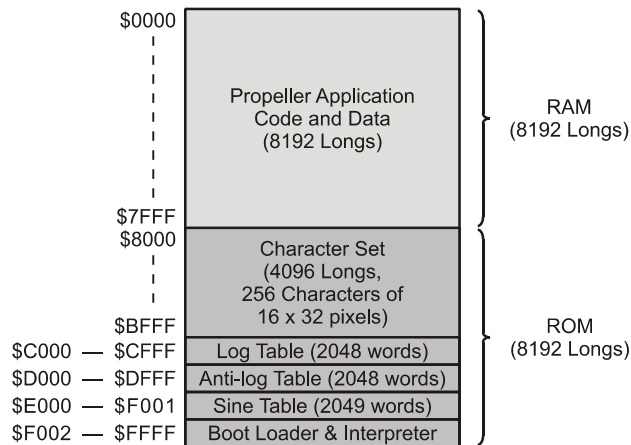 $0000
Propeller Application
Code and Data
(8192 Longs)
RAM
(8192 Longs)
$7FFF
$8000
Character Set
(4096 Longs,
256 Characters of
16 x 32 pixels)
$BFFF
ROM
(8192 Longs)
$C000 — $CFFF Log Table (2048 words)
$D000 — $DFFF Anti-log Table (2048 words)
$E000 — $F001 Sine Table (2049 words)
$F002 — $FFFF Boot Loader & Interpreter